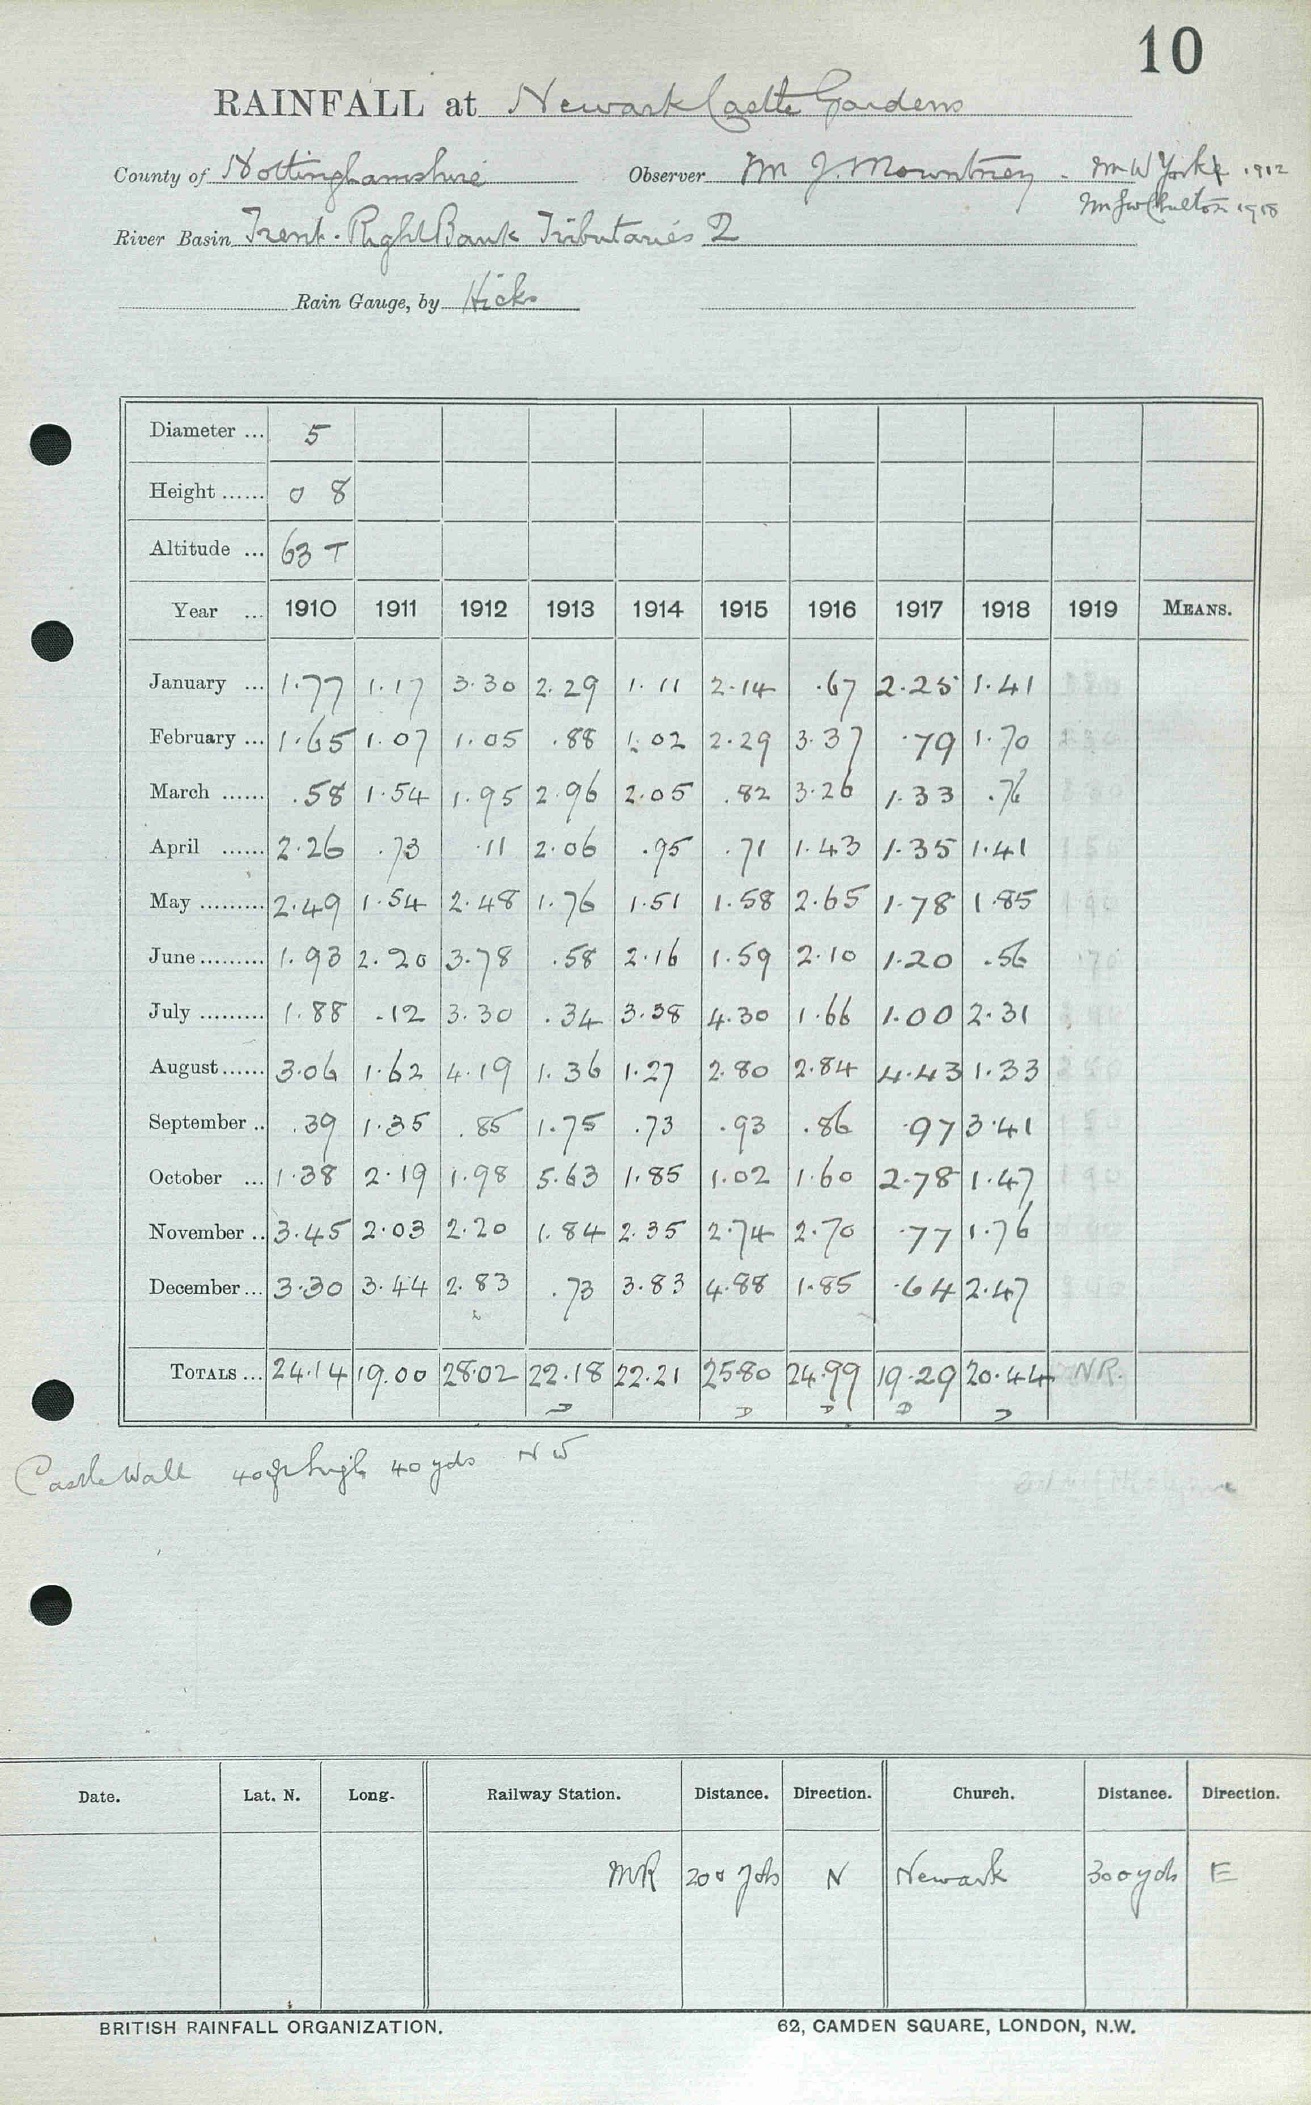 10
RAINFALL at Newark Castle Gardens
County of Nottinghamshire Observer Mr J. Mountney - Mr W Yorke 1912
Mr J W Chulton 1918
River Basin Trent. Right Bank Tributaries 2
Rain Gauge, by Hicks
Diameter ... 5
Height ...... 0 8
Altitude ... 63 T
Year ... 1910 1911 1912 1913 1914 1915 1916 1917 1918 1919 MEANS.
January ... 1.77 1.17 3.30 2.29 1.11 2.14 .67 2.25 1.41
February ... 1.65 1.07 1.05 .88 1.02 2.29 3.37 .79 1.70
March ...... .58 1.54 1.95 2.96 2.05 .82 3.26 1.33 .76
April ...... 2.26 .73 .11 2.06 .95 .71 1.43 1.35 1.41
May ......... 2.49 1.54 2.48 1.76 1.51 1.58 2.65 1.78 1.85
June ......... 1.93 2.20 3.78 .58 2.16 1.59 2.10 1.20 .56
July ......... 1.88 .12 3.30 .34 3.38 4.30 1.66 1.00 2.31
August ...... 3.06 1.62 4.19 1.36 1.27 2.80 2.84 4.43 1.33
September .. .39 1.35 .85 1.75 .73 .93 .86 .97 3.41
October ... 1.38 2.19 1.98 5.63 1.85 1.02 1.60 2.78 1.47
November .. 3.45 2.03 2.20 1.84 2.35 2.74 2.70 .77 1.76
December ... 3.30 3.44 2.83 .73 3.83 4.88 1.85 .64 2.47
TOTALS ... 24.14 19.00 28.02 22.18 22.21 25.80 24.99 19.29 20.44 NR.
D D D D D
Castle Wall 40ft high 40 yds NW
Date. Lat. N. Long. Railway Station. Distance. Direction. Church. Distance. Direction.
MR 200 yds N Newark 300 yds E
BRITISH RAINFALL ORGANIZATION. 62, CAMDEN SQUARE, LONDON, N.W.